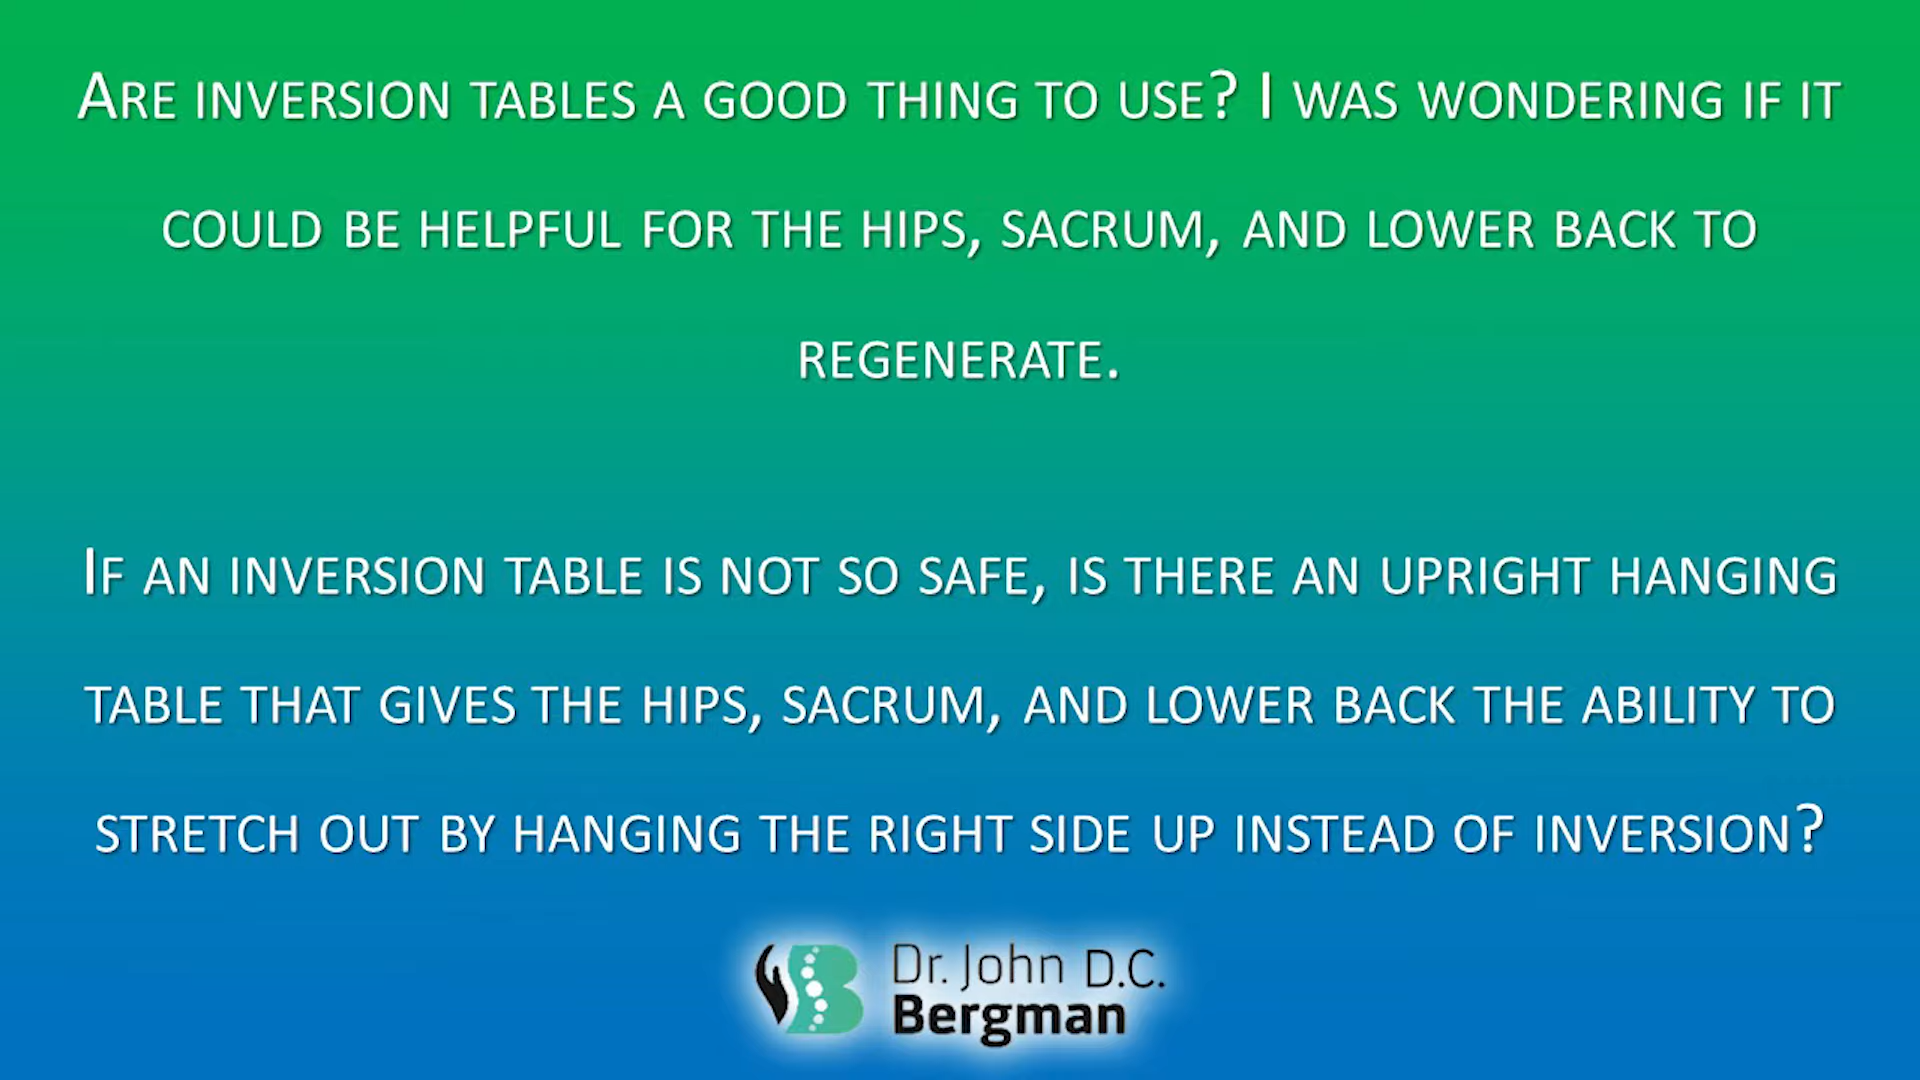 Are inversion tables a good thing to use? I was wondering if it
could be helpful for the hips, sacrum, and lower back to
regenerate.
If an inversion table is not so safe, is there an upright hanging
table that gives the hips, sacrum, and lower back the ability to
stretch out by hanging the right side up instead of inversion?
Dr. John D.C.
Bergman